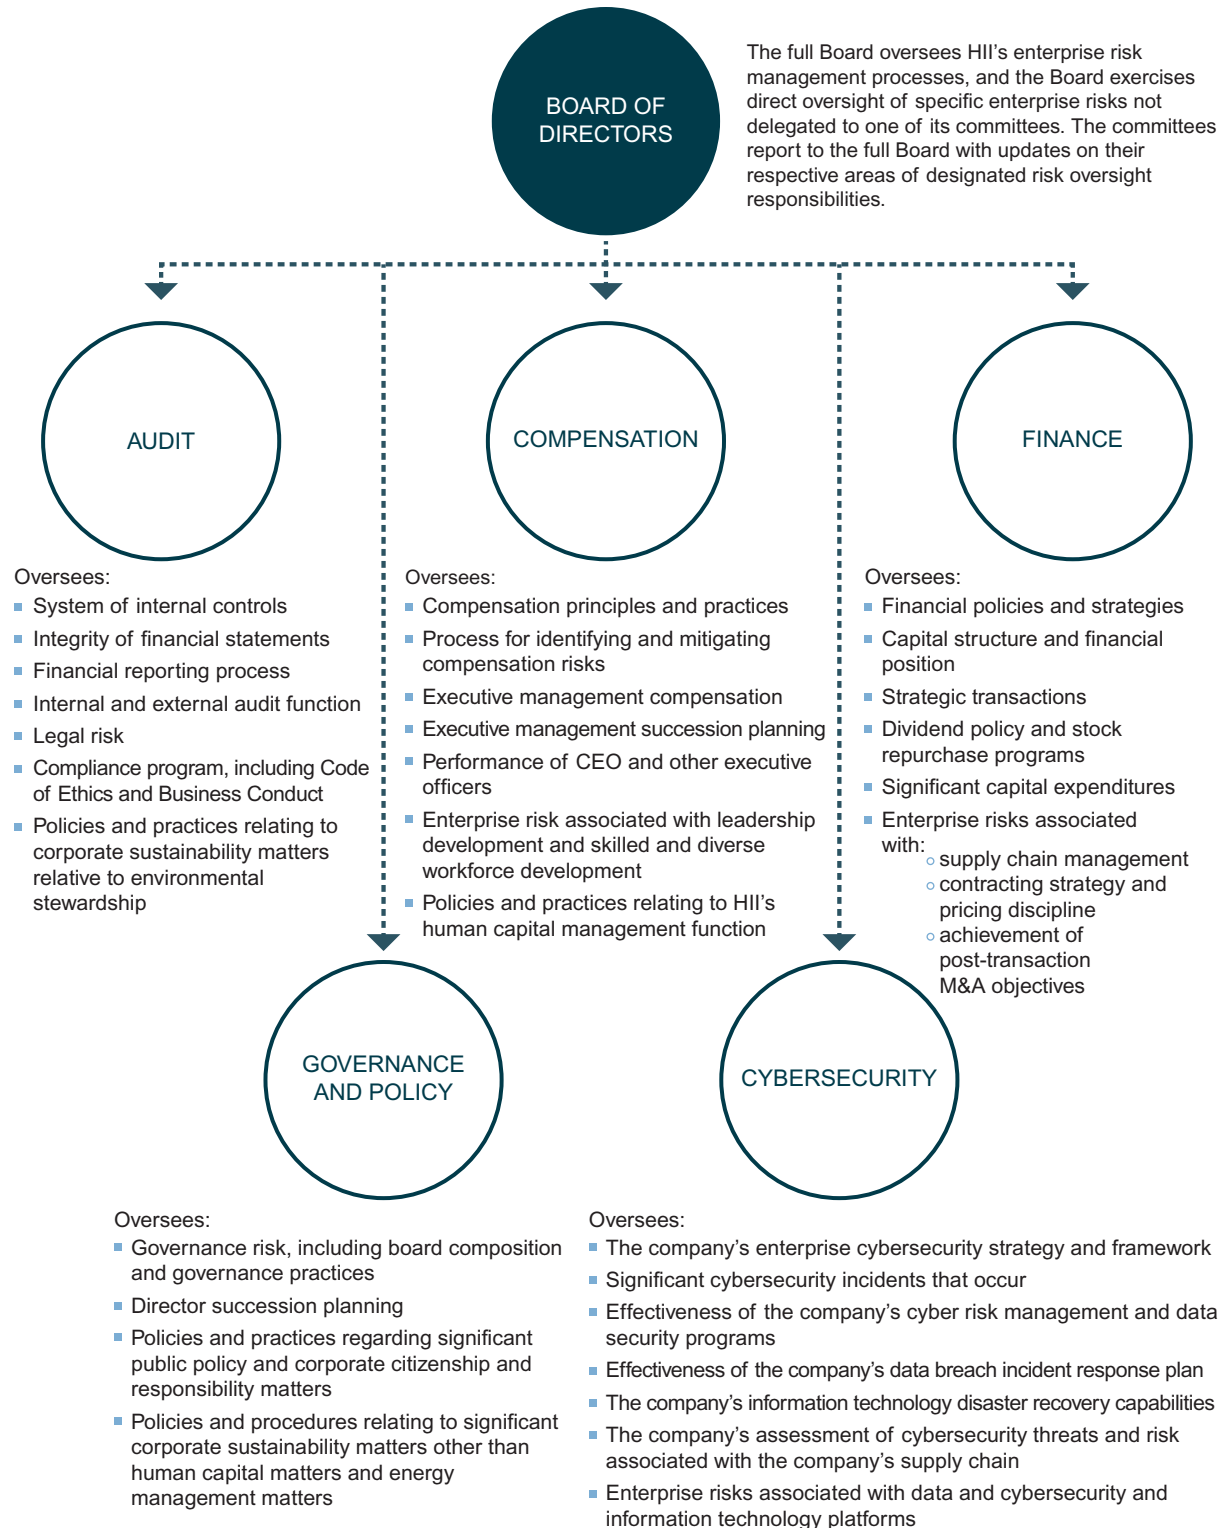 BOARD OF
DIRECTORS
The full Board oversees HII’s enterprise risk
management processes, and the Board exercises
direct oversight of specific enterprise risks not
delegated to one of its committees. The committees
report to the full Board with updates on their
respective areas of designated risk oversight
responsibilities.
AUDIT
Oversees:
System of internal controls
Integrity of financial statements
Financial reporting process
Internal and external audit function
Legal risk
Compliance program, including Code
of Ethics and Business Conduct
Policies and practices relating to
corporate sustainability matters
relative to environmental
stewardship
COMPENSATION
Oversees:
Compensation principles and practices
Process for identifying and mitigating
compensation risks
Executive management compensation
Executive management succession planning
Performance of CEO and other executive
officers
Enterprise risk associated with leadership
development and skilled and diverse
workforce development
Policies and practices relating to HII’s
human capital management function
FINANCE
Oversees:
Financial policies and strategies
Capital structure and financial
position
Strategic transactions
Dividend policy and stock
repurchase programs
Significant capital expenditures
Enterprise risks associated
with:
supply chain management
contracting strategy and
pricing discipline
achievement of
post-transaction
M&A objectives
GOVERNANCE
AND POLICY
Oversees:
Governance risk, including board composition
and governance practices
Director succession planning
Policies and practices regarding significant
public policy and corporate citizenship and
responsibility matters
Policies and procedures relating to significant
corporate sustainability matters other than
human capital matters and energy
management matters
CYBERSECURITY
Oversees:
The company’s enterprise cybersecurity strategy and framework
Significant cybersecurity incidents that occur
Effectiveness of the company’s cyber risk management and data
security programs
Effectiveness of the company’s data breach incident response plan
The company’s information technology disaster recovery capabilities
The company’s assessment of cybersecurity threats and risk
associated with the company’s supply chain
Enterprise risks associated with data and cybersecurity and
information technology platforms